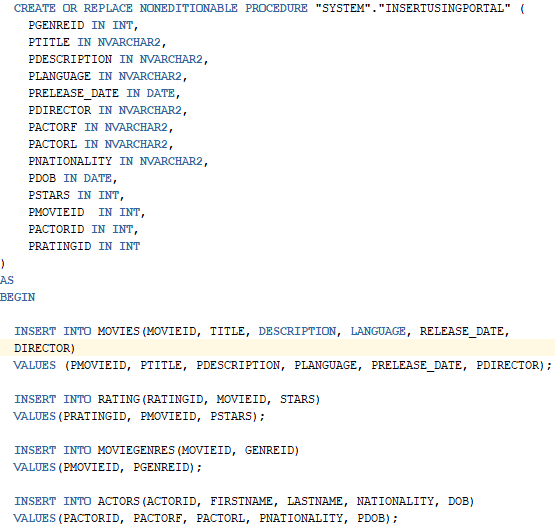 CREATE OR REPLACE NONEDITIONABLE PROCEDURE "SYSTEM"."INSERTUSINGPORTAL" (
PGENREID IN INT,
PTITLE IN NVARCHAR2,
PDESCRIPTION IN NVARCHAR2,
PLANGUAGE IN NVARCHAR2,
PRELEASE_DATE IN DATE,
PDIRECTOR IN NVARCHAR2,
PACTORF IN NVARCHAR2,
PACTORL IN NVARCHAR2,
PNATIONALITY IN NVARCHAR2,
PDOB IN DATE,
PSTARS IN INT,
PMOVIEID  IN INT,
PACTORID IN INT,
PRATINGID IN INT
)
AS
BEGIN
INSERT INTO MOVIES(MOVIEID, TITLE, DESCRIPTION, LANGUAGE, RELEASE_DATE,
DIRECTOR)
VALUES (PMOVIEID, PTITLE, PDESCRIPTION, PLANGUAGE, PRELEASE_DATE, PDIRECTOR);
INSERT INTO RATING(RATINGID, MOVIEID, STARS)
VALUES(PRATINGID, PMOVIEID, PSTARS);
INSERT INTO MOVIEGENRES(MOVIEID, GENREID)
VALUES(PMOVIEID, PGENREID);
INSERT INTO ACTORS(ACTORID, FIRSTNAME, LASTNAME, NATIONALITY, DOB)
VALUES(PACTORID, PACTORF, PACTORL, PNATIONALITY, PDOB);